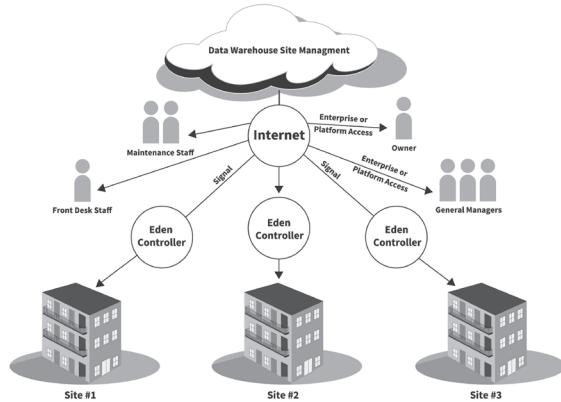 Data Warehouse Site Managment
Internet
Enterprise or
Platform Access
Owner
Maintenance Staff
Enterprise or
Platform Access
General Managers
Front Desk Staff
Signal
Signal
Eden
Controller
Eden
Controller
Eden
Controller
Site #1
Site #2
Site #3